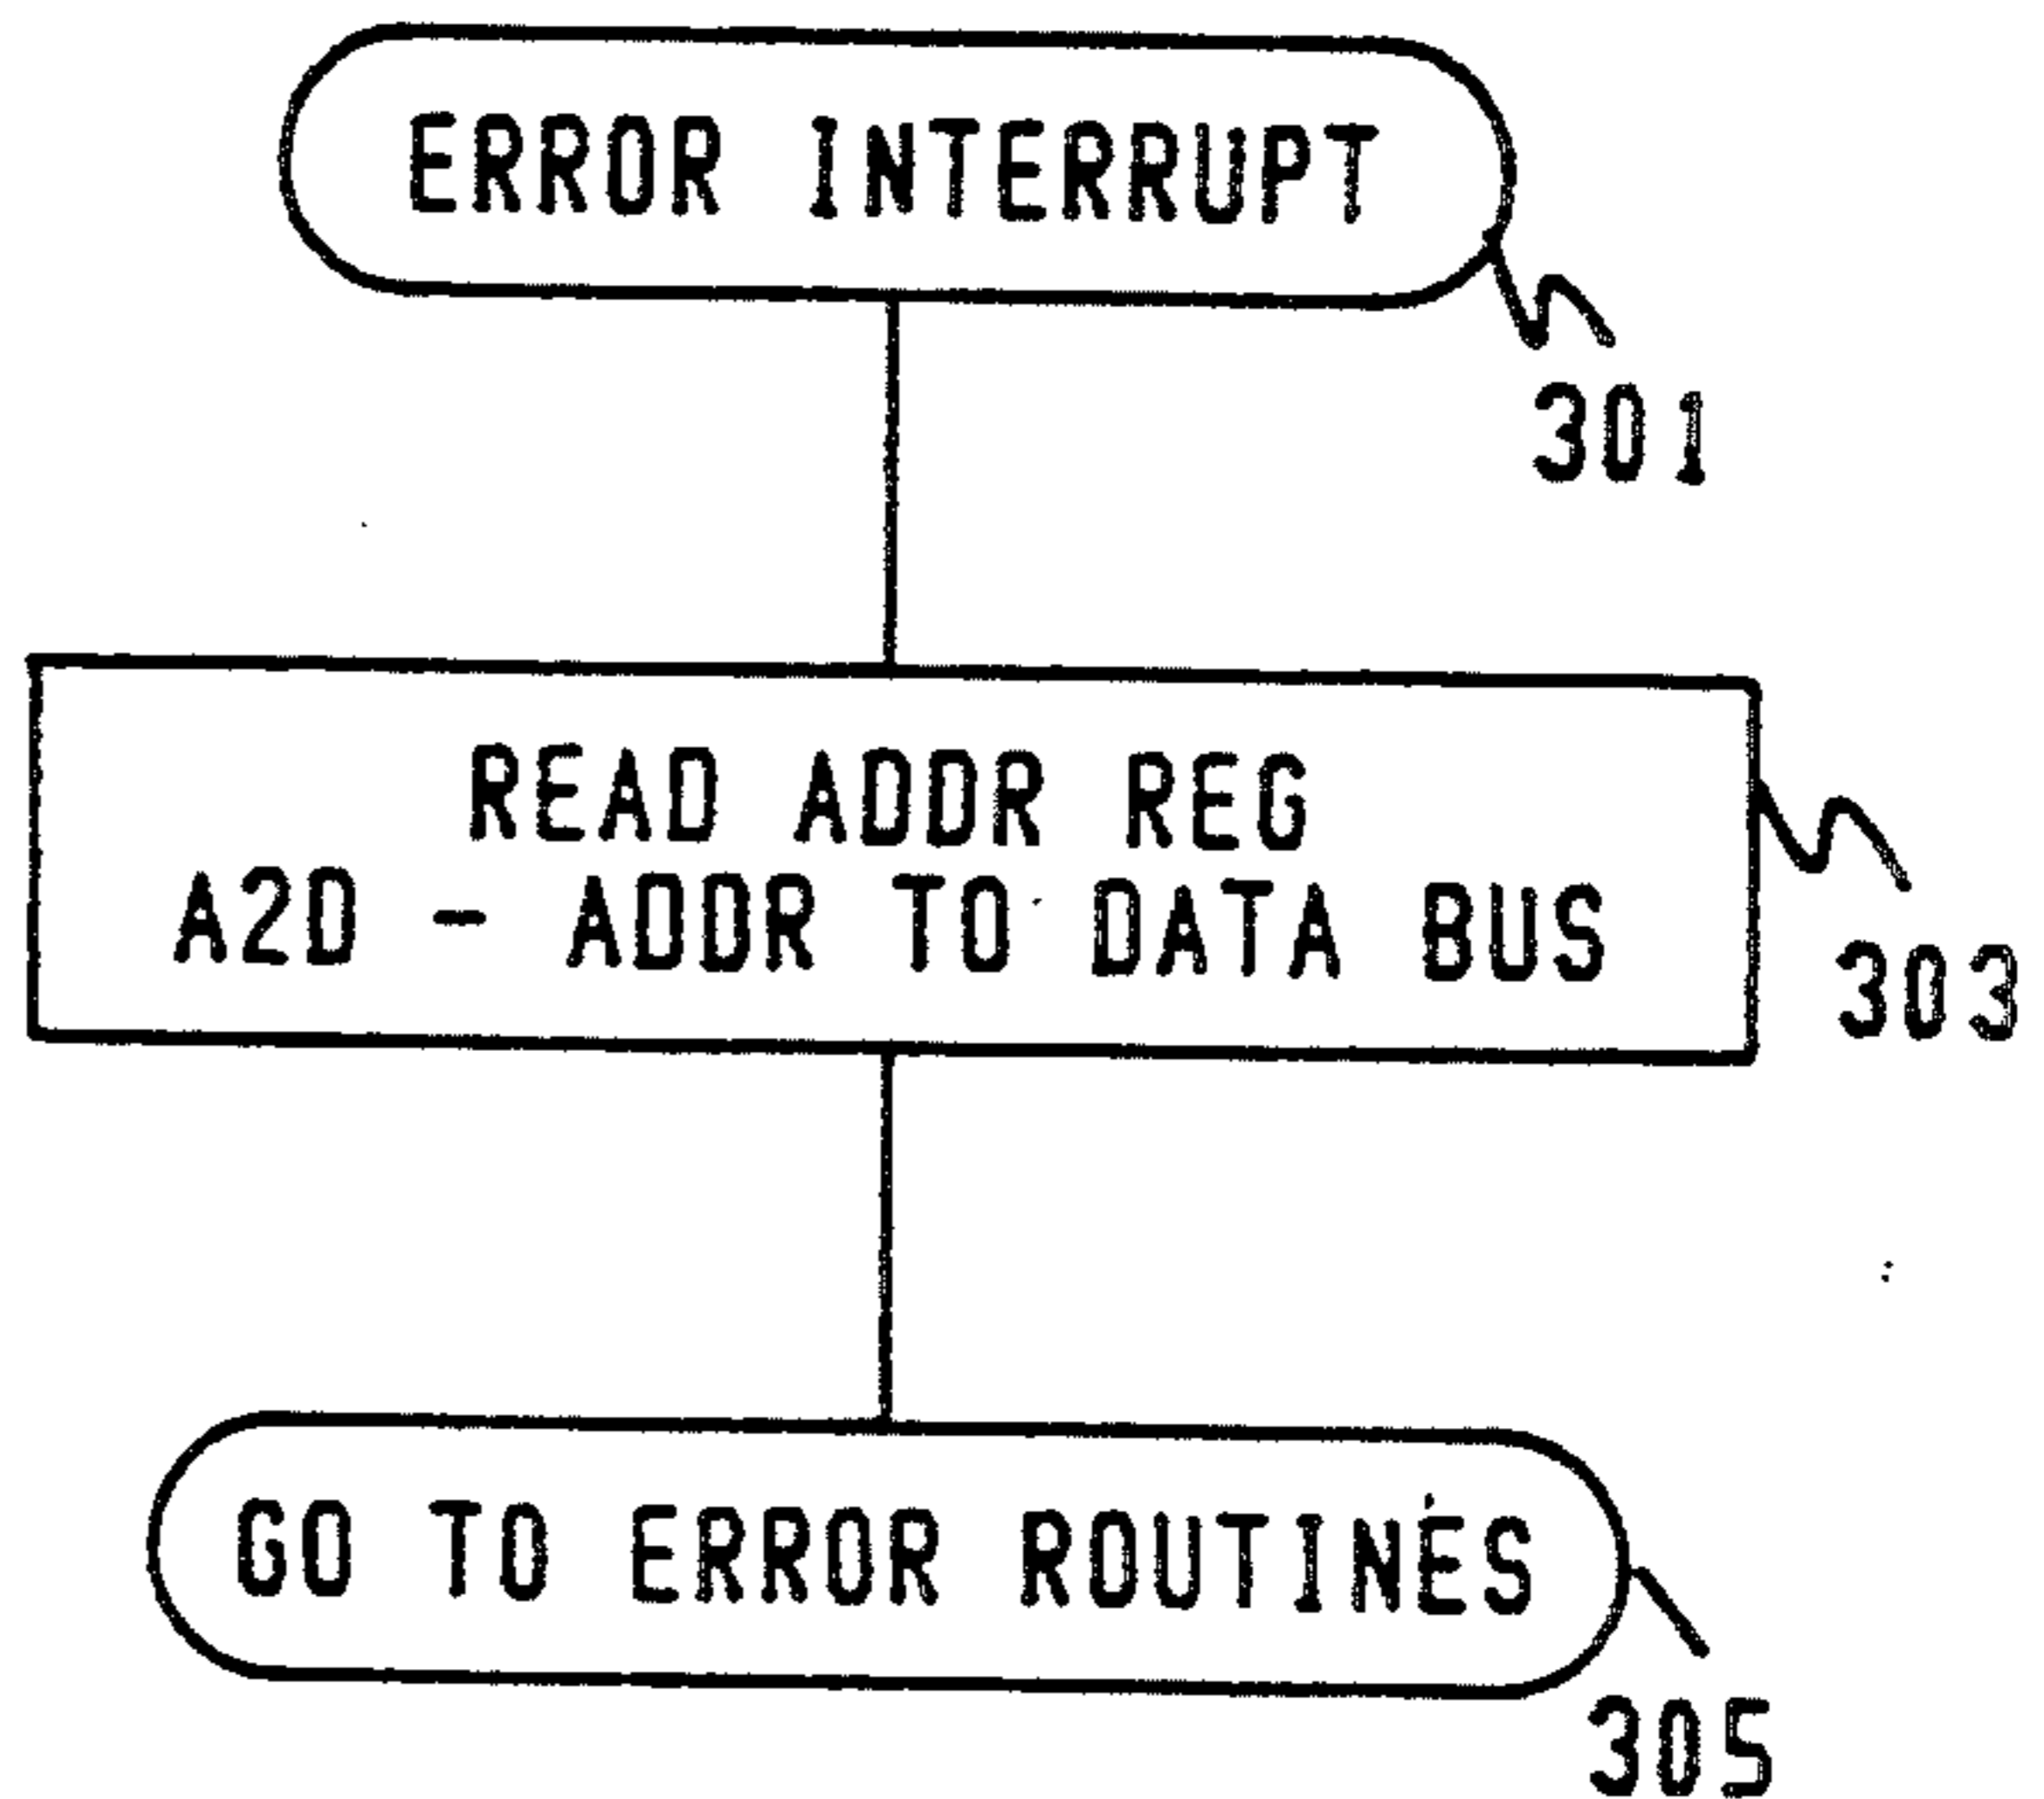 ERROR INTERRUPT
301
READ ADDR REG
A2D - ADDR TO DATA BUS
303
GO TO ERROR ROUTINES
305